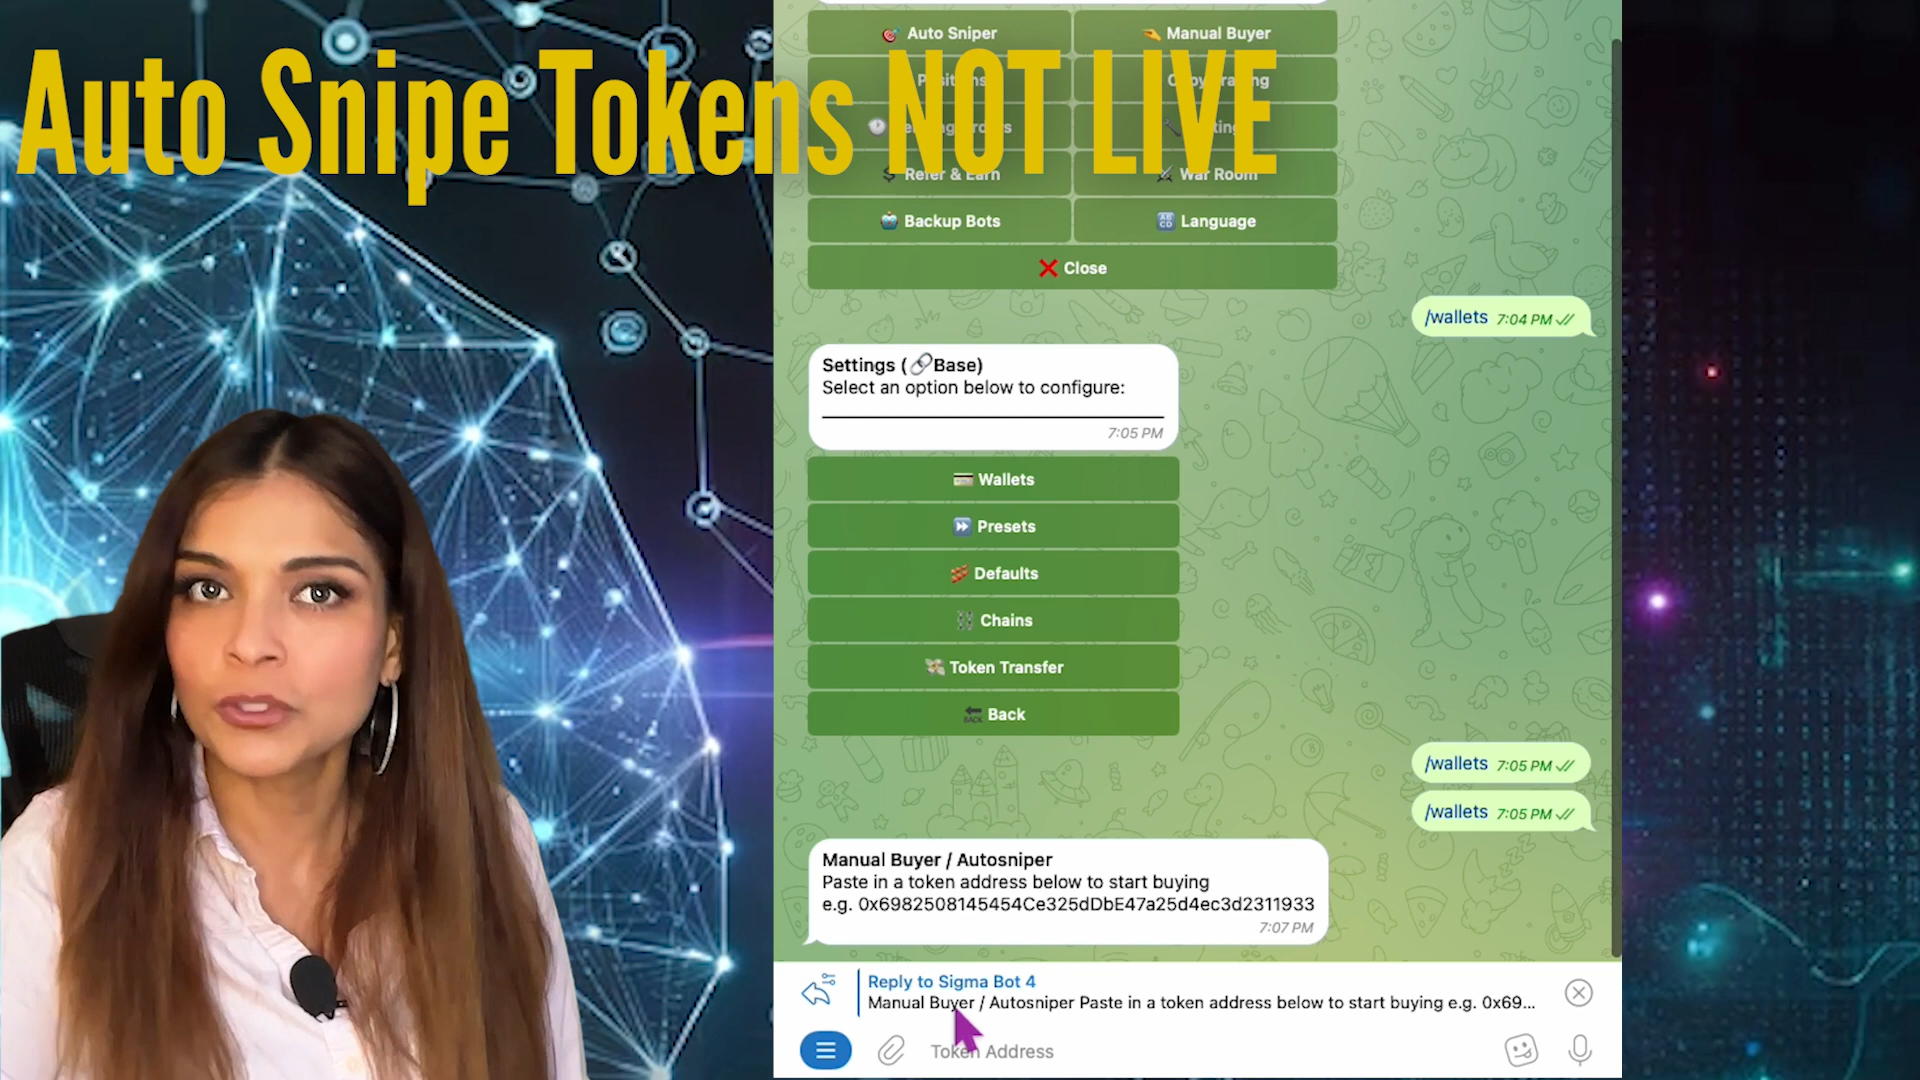 Auto Sniper
Manual Buyer
Auto Snipe Tokens NOT LIVE
Refer & Earn
War Room
Backup Bots
Language
Close
/wallets 7:04 PM
Settings (🔗Base)
Select an option below to configure:
7:05 PM
Wallets
Presets
Defaults
Chains
Token Transfer
BACK Back
/wallets 7:05 PM
/wallets 7:05 PM
Manual Buyer / Autosniper
Paste in a token address below to start buying
e.g. 0x6982508145454Ce325dDbE47a25d4ec3d2311933
7:07 PM
Reply to Sigma Bot 4
Manual Buyer / Autosniper Paste in a token address below to start buying e.g. 0x69...
Token Address